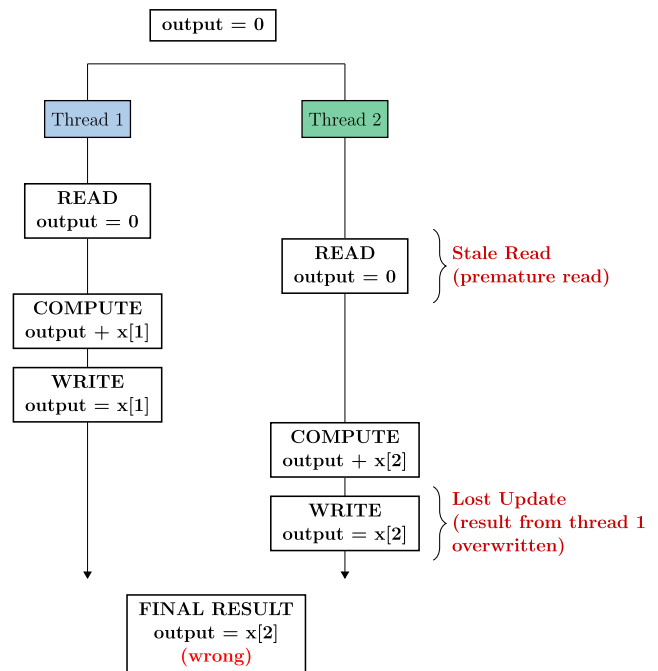 output = 0
Thread 1
Thread 2
READ
output = 0
READ
output = 0
Stale Read
(premature read)
COMPUTE
output + x[1]
WRITE
output = x[1]
COMPUTE
output + x[2]
WRITE
output = x[2]
Lost Update
(result from thread 1
overwritten)
FINAL RESULT
output = x[2]
(wrong)